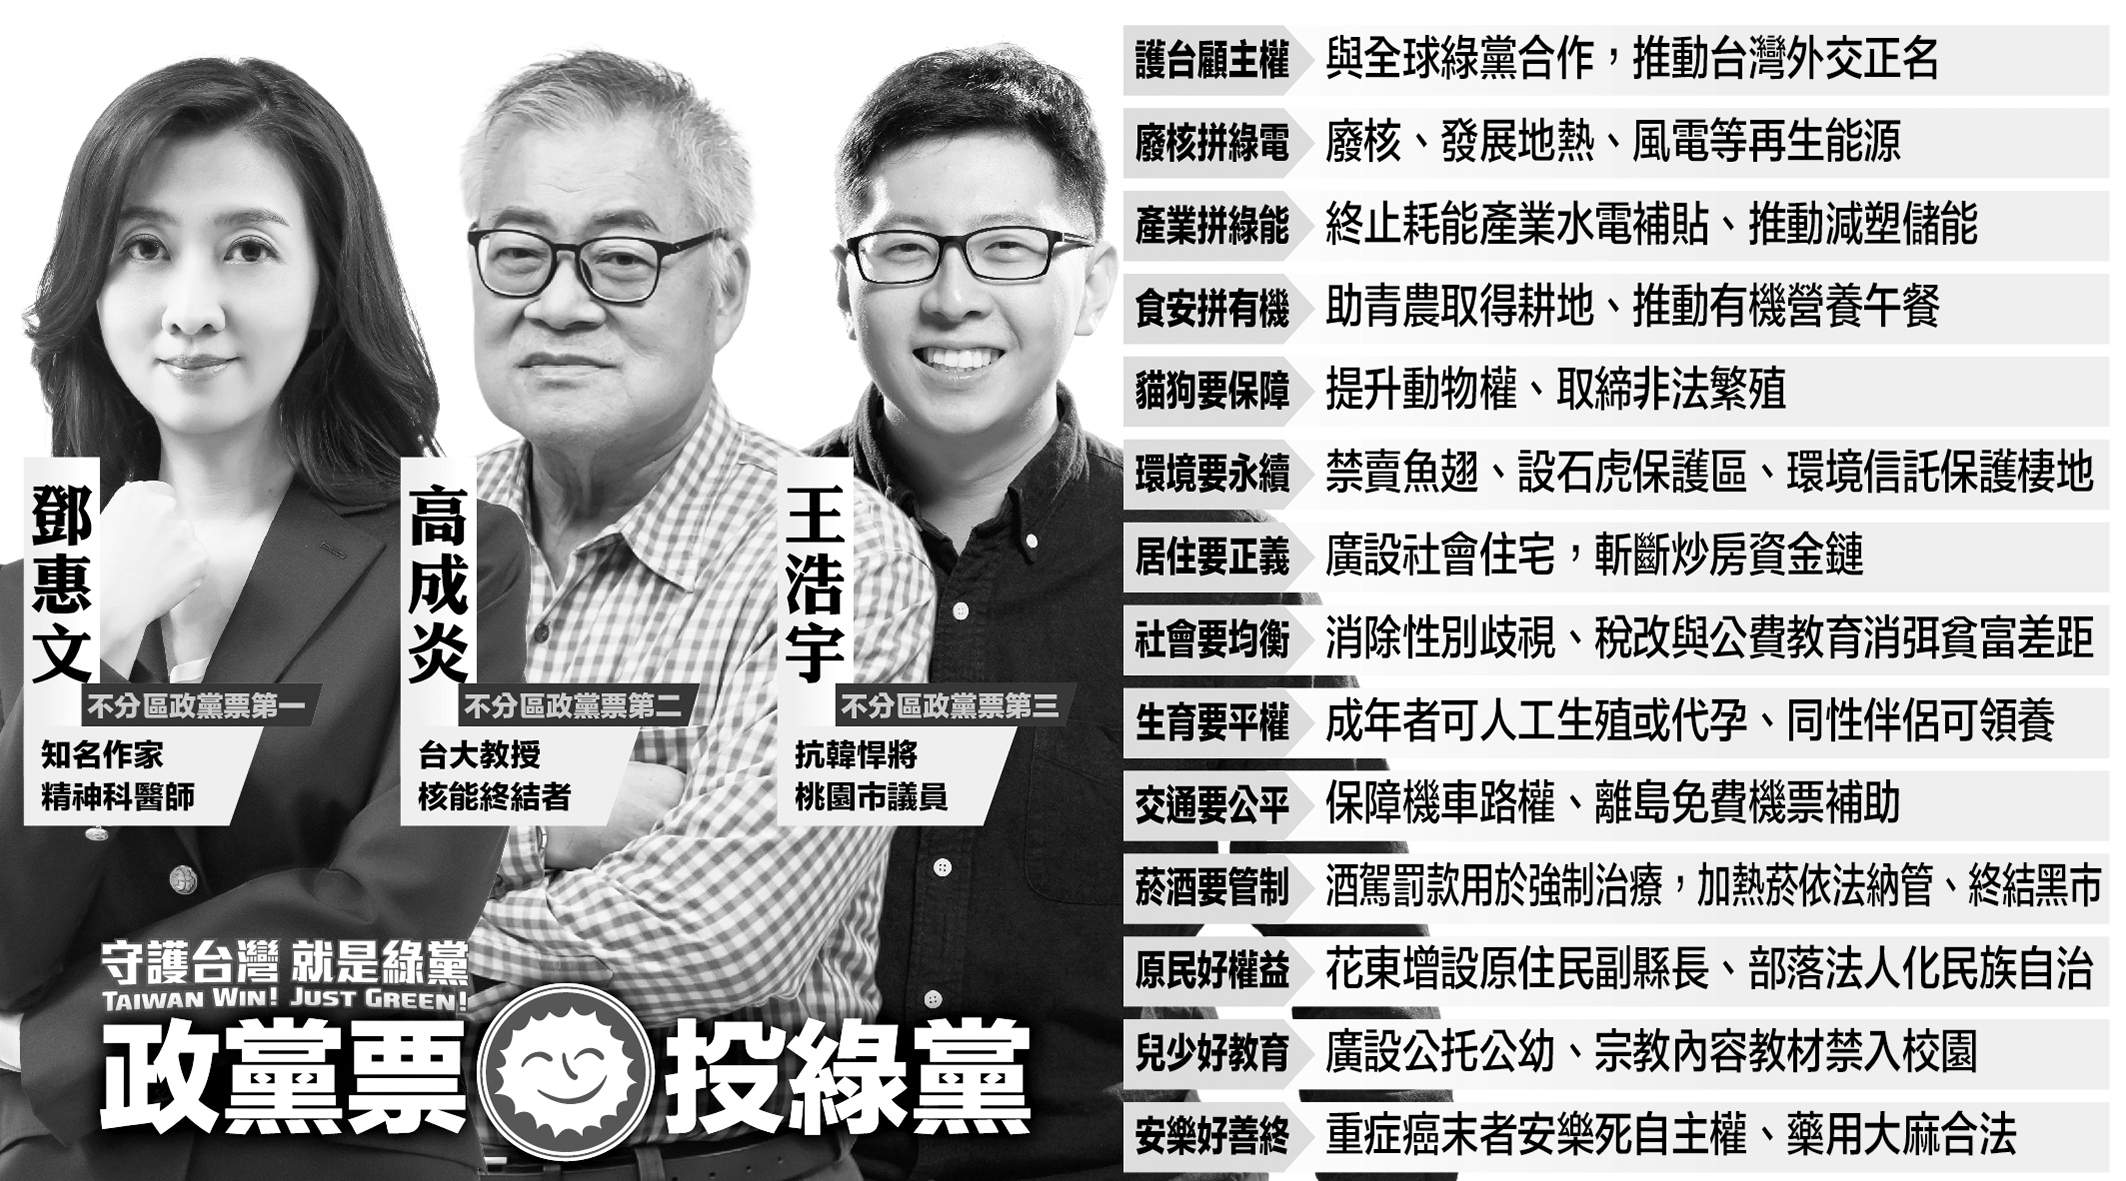 鄧惠文
不分區政黨票第一
知名作家
精神科醫師
高成炎
不分區政黨票第二
台大教授
核能終結者
王浩宇
不分區政黨票第三
抗韓悍將
桃園市議員
守護台灣 就是綠黨
TAIWAN WIN! JUST GREEN!
政黨票 投綠黨
護台顧主權 與全球綠黨合作，推動台灣外交正名
廢核拼綠電 廢核、發展地熱、風電等再生能源
產業拼綠能 終止耗能產業水電補貼、推動減塑儲能
食安拼有機 助青農取得耕地、推動有機營養午餐
貓狗要保障 提升動物權、取締非法繁殖
環境要永續 禁賣魚翅、設石虎保護區、環境信託保護棲地
居住要正義 廣設社會住宅，斬斷炒房資金鏈
社會要均衡 消除性別歧視、稅改與公費教育消弭貧富差距
生育要平權 成年者可人工生殖或代孕、同性伴侶可領養
交通要公平 保障機車路權、離島免費機票補助
菸酒要管制 酒駕罰款用於強制治療，加熱菸依法納管、終結黑市
原民好權益 花東增設原住民副縣長、部落法人化民族自治
兒少好教育 廣設公托公幼、宗教內容教材禁入校園
安樂好善終 重症癌末者安樂死自主權、藥用大麻合法